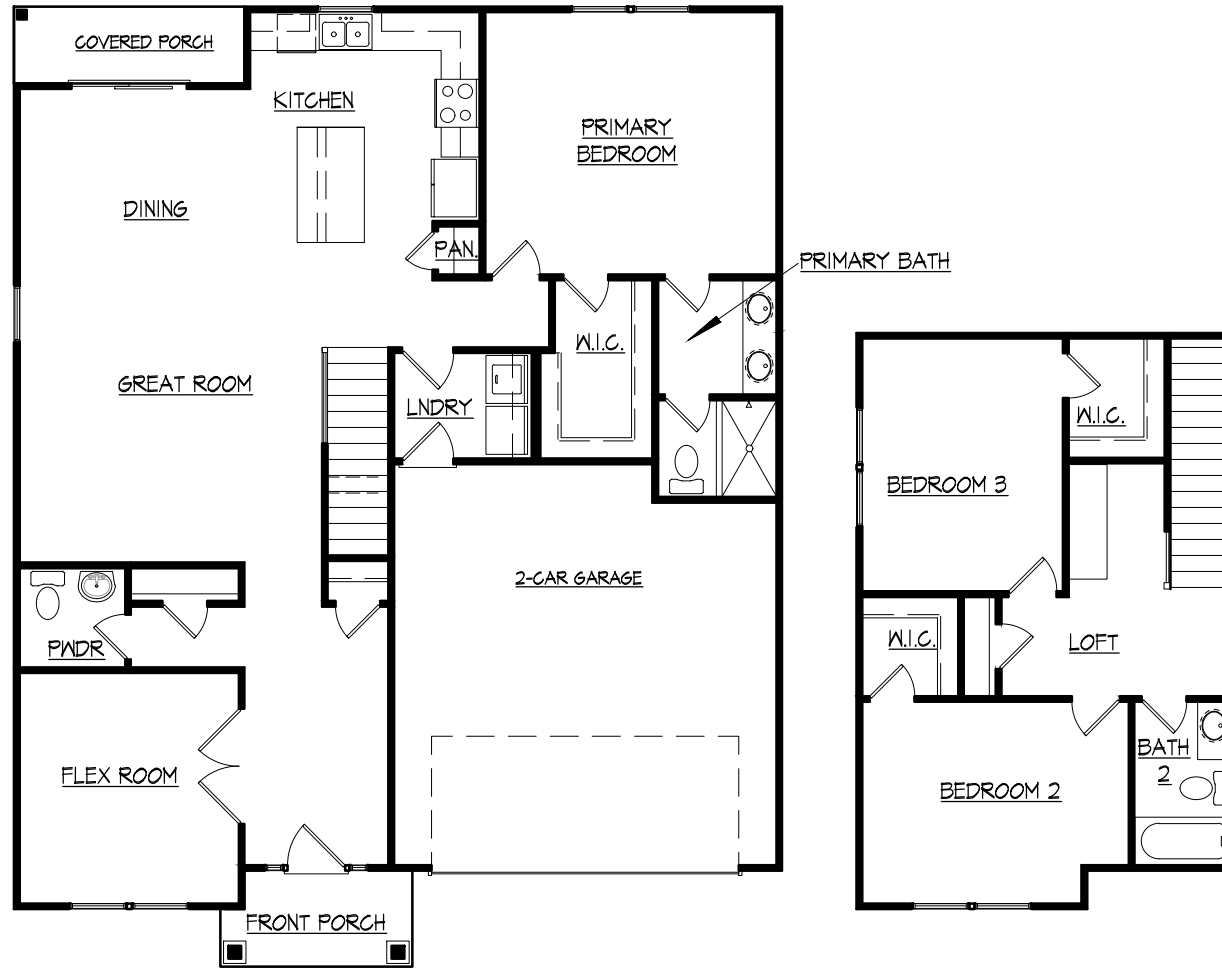 COVERED PORCH
KITCHEN
PRIMARY
BEDROOM
DINING
PAN.
PRIMARY BATH
W.I.C.
GREAT ROOM
LNDRY
W.I.C.
BEDROOM 3
2-CAR GARAGE
PWDR
W.I.C.
LOFT
FLEX ROOM
BATH
2
BEDROOM 2
FRONT PORCH